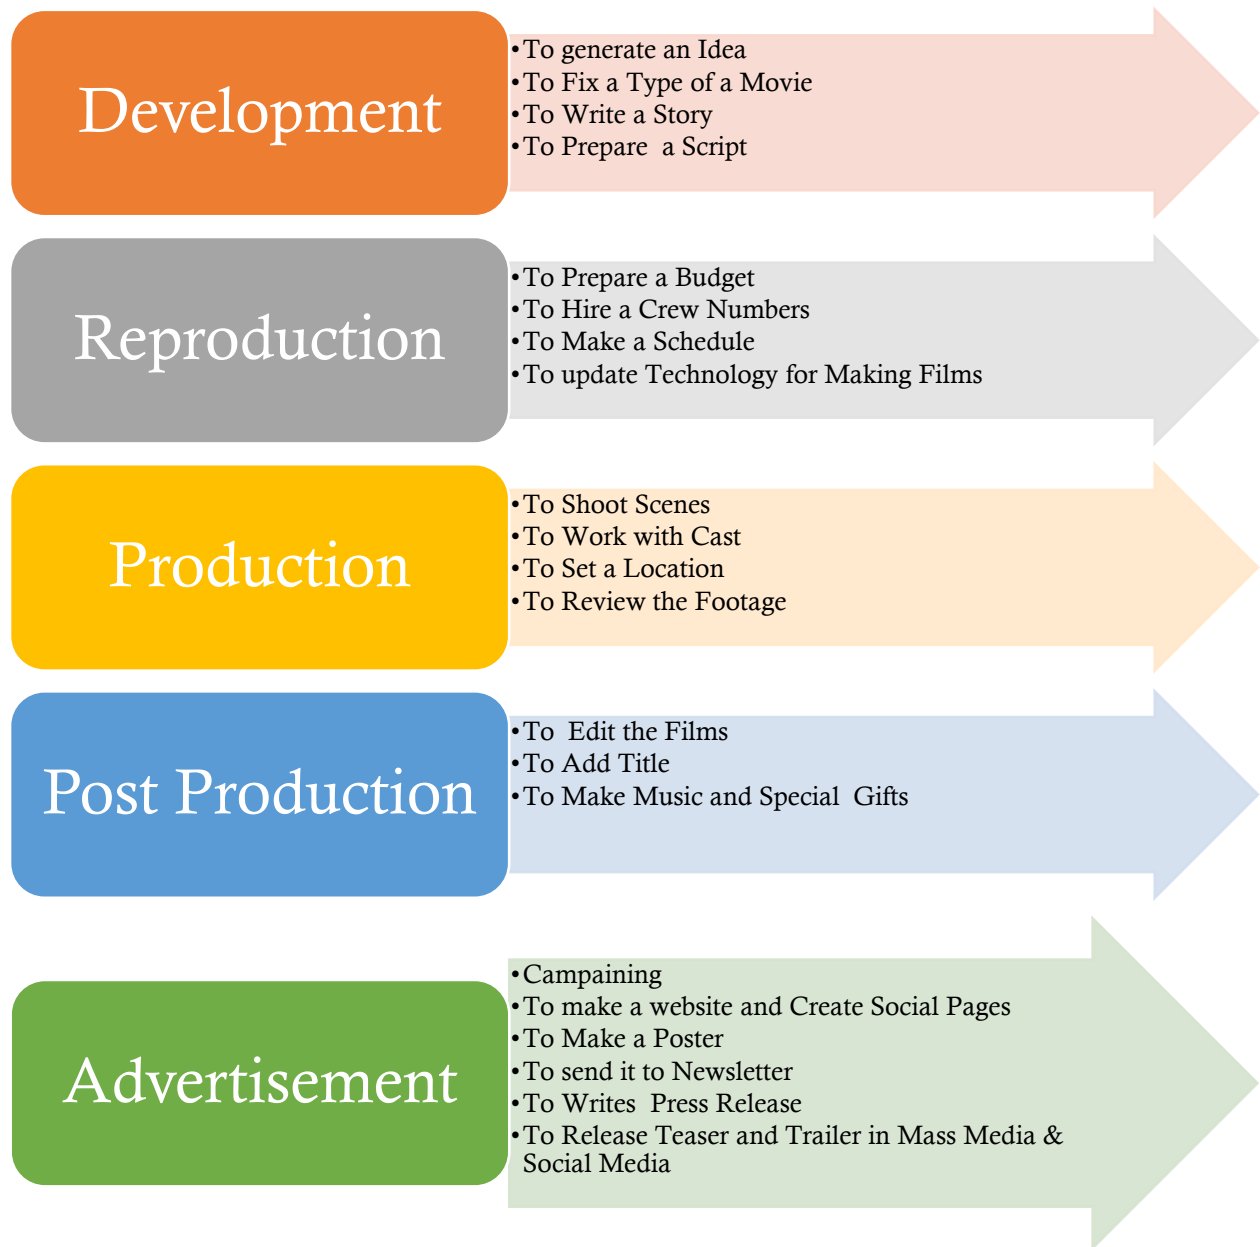 Development
•To generate an Idea
•To Fix a Type of a Movie
•To Write a Story
•To Prepare  a Script
Reproduction
•To Prepare a Budget
•To Hire a Crew Numbers
•To Make a Schedule
•To update Technology for Making Films
Production
•To Shoot Scenes
•To Work with Cast
•To Set a Location
•To Review the Footage
Post Production
•To  Edit the Films
•To Add Title
•To Make Music and Special  Gifts
Advertisement
•Campaining
•To make a website and Create Social Pages
•To Make a Poster
•To send it to Newsletter
•To Writes  Press Release
•To Release Teaser and Trailer in Mass Media &
Social Media